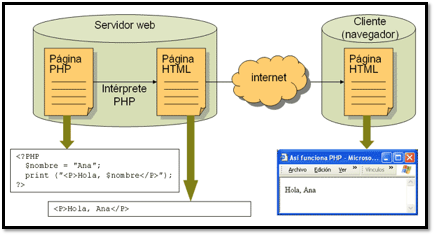 Servidor web
Cliente
(navegador)
Página
PHP
Intérprete
PHP
Página
HTML
internet
Página
HTML
<?PHP
$nombre = "Ana";
print ("<P>Hola, $nombre</P>");
?>
<P>Hola, Ana</P>
Así funciona PHP - Microso...
Archivo Edición Ver » Vínculos »
Hola, Ana